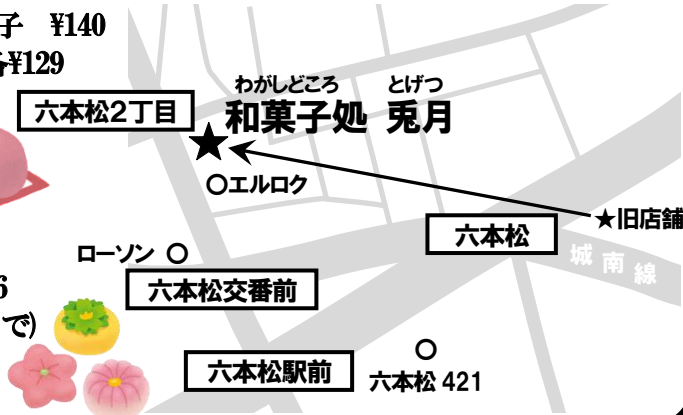 子 ¥140
¥129
わがしどころ とげつ
六本松2丁目
和菓子処 兎月
★
エルロク
★旧店舗
六本松
城南線
ローソン
六本松交番前
6
で)
六本松駅前
六本松 421